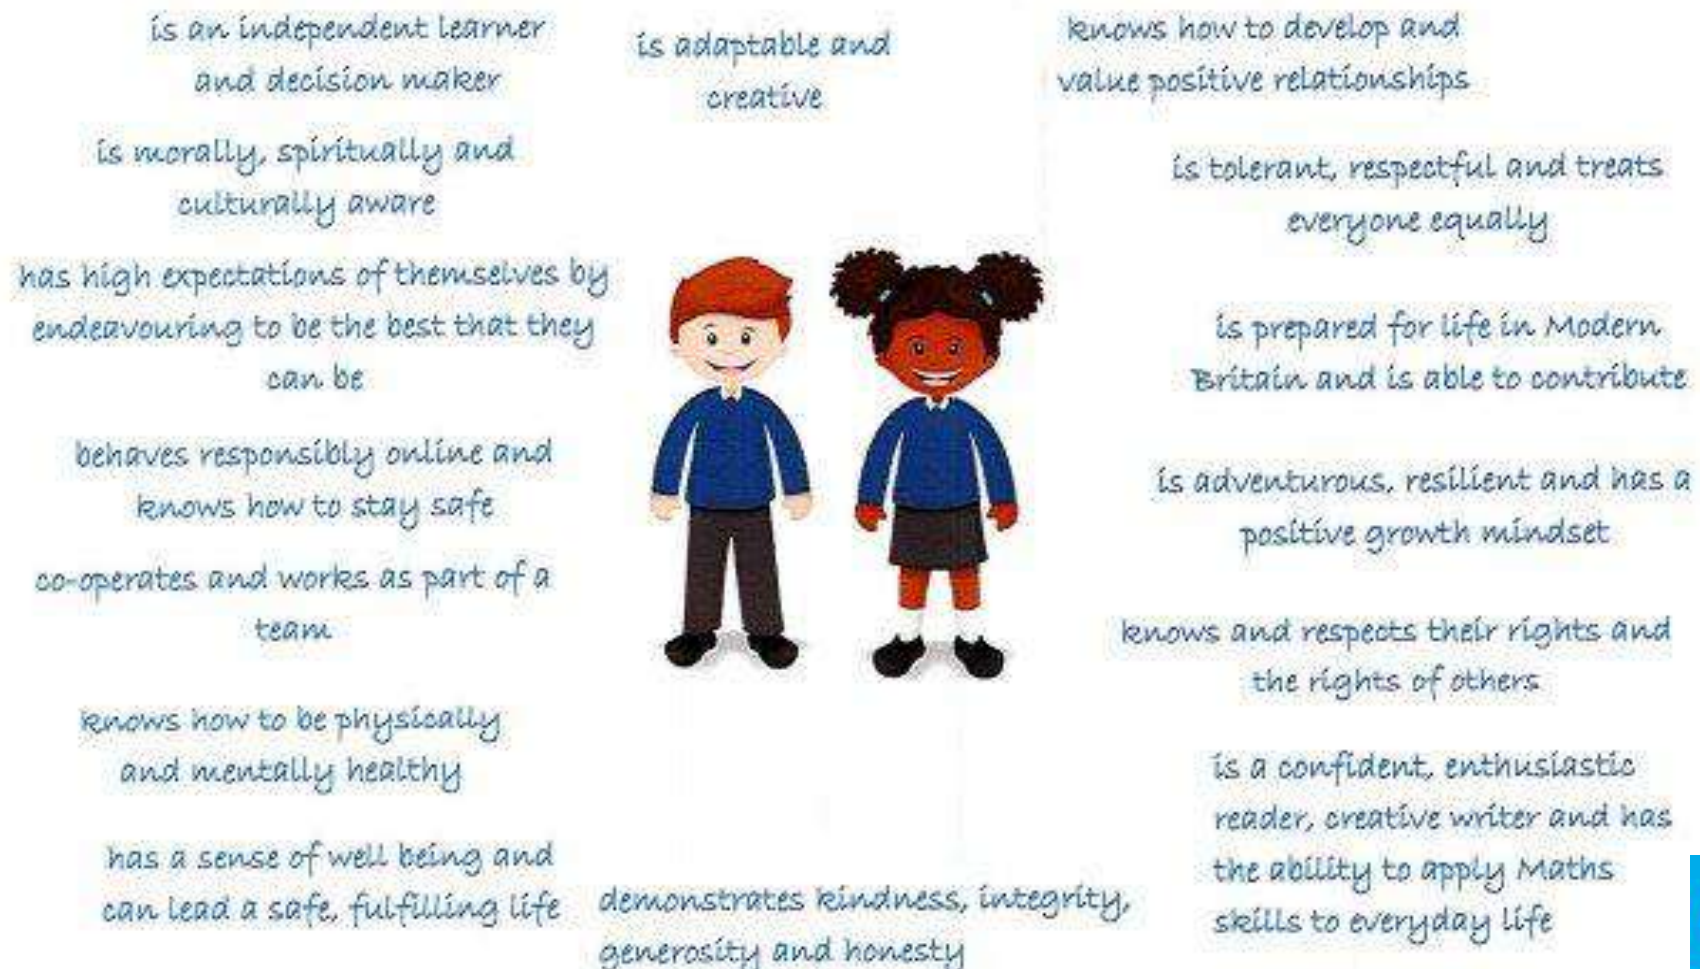 is an independent learner
and decision maker
is adaptable and
creative
knows how to develop and
value positive relationships
is morally, spiritually and
culturally aware
is tolerant, respectful and treats
everyone equally
has high expectations of themselves by
endeavouring to be the best that they
can be
is prepared for life in Modern
Britain and is able to contribute
behaves responsibly online and
knows how to stay safe
is adventurous, resilient and has a
positive growth mindset
co-operates and works as part of a
team
knows and respects their rights and
the rights of others
knows how to be physically
and mentally healthy
is a confident, enthusiastic
reader, creative writer and has
the ability to apply Maths
skills to everyday life
has a sense of well being and
can lead a safe, fulfilling life
demonstrates kindness, integrity,
generosity and honesty